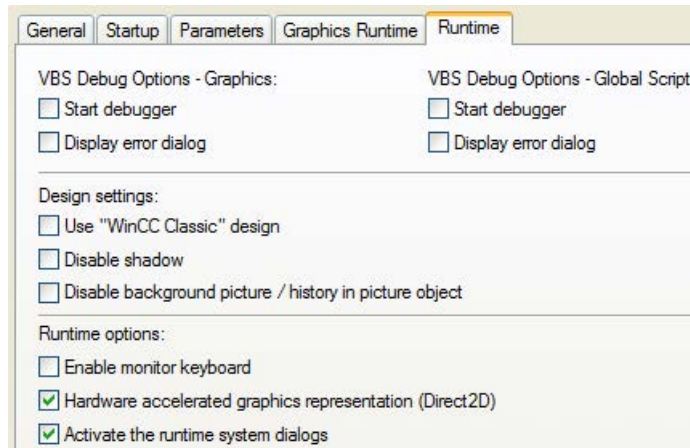 General Startup Parameters Graphics Runtime Runtime
VBS Debug Options - Graphics: VBS Debug Options - Global Script
Start debugger Start debugger
Display error dialog Display error dialog
Design settings:
Use "WinCC Classic" design
Disable shadow
Disable background picture / history in picture object
Runtime options:
Enable monitor keyboard
Hardware accelerated graphics representation (Direct2D)
Activate the runtime system dialogs